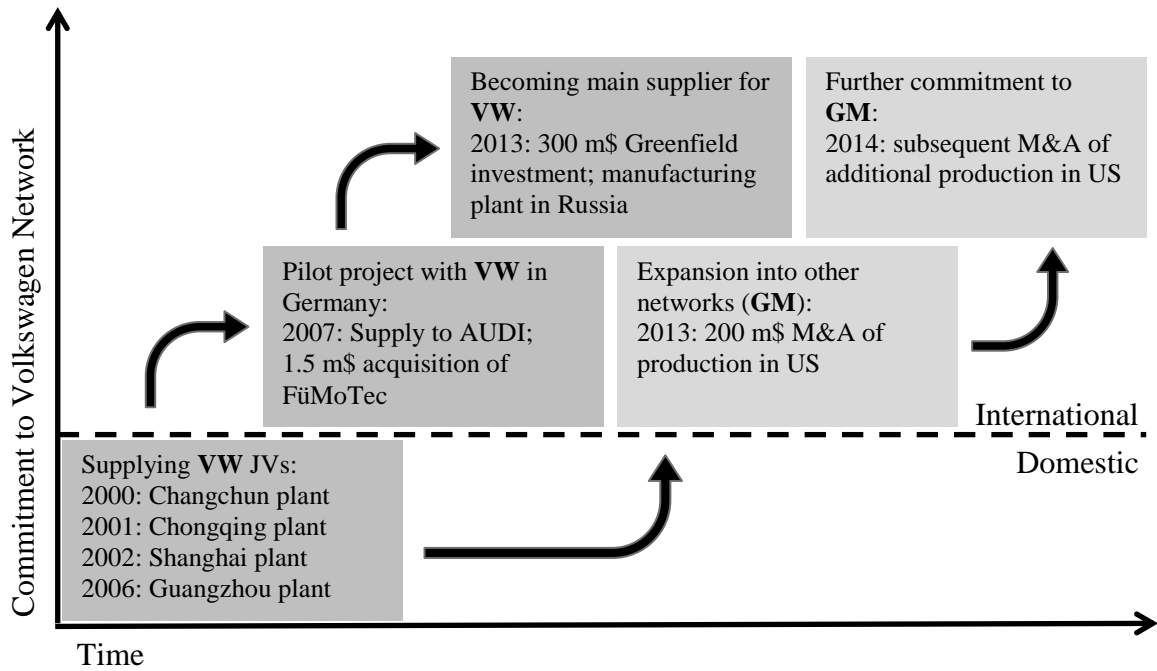 Commitment to Volkswagen Network
Becoming main supplier for
VW:
2013: 300 m$ Greenfield
investment; manufacturing
plant in Russia
Further commitment to
GM:
2014: subsequent M&A of
additional production in US
Pilot project with VW in
Germany:
2007: Supply to AUDI;
1.5 m$ acquisition of
FüMoTec
Expansion into other
networks (GM):
2013: 200 m$ M&A of
production in US
International
Domestic
Supplying VW JVs:
2000: Changchun plant
2001: Chongqing plant
2002: Shanghai plant
2006: Guangzhou plant
Time